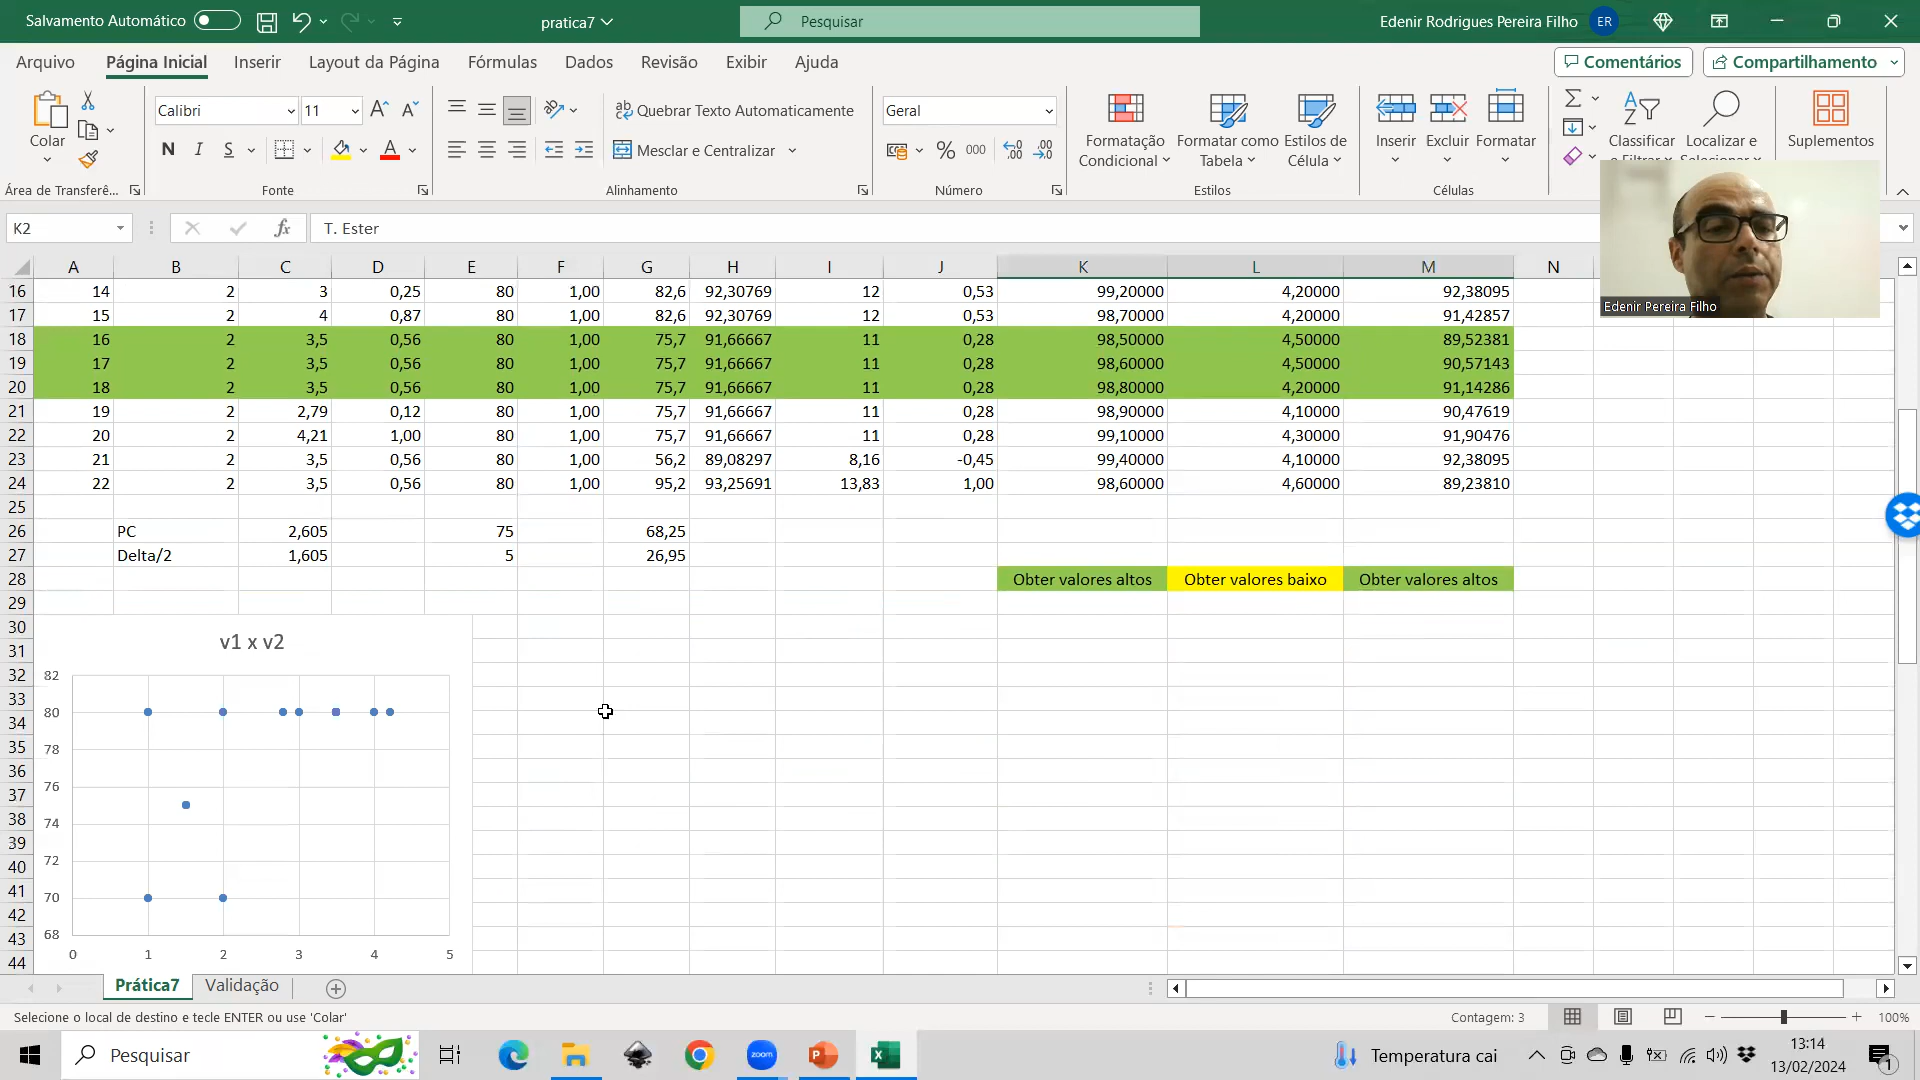 Salvamento Automático
pratica7
Pesquisar
Edenir Rodrigues Pereira Filho
ER
Arquivo
Página Inicial
Inserir
Layout da Página
Fórmulas
Dados
Revisão
Exibir
Ajuda
Comentários
Compartilhamento
Colar
Calibri
11
Quebrar Texto Automaticamente
Mesclar e Centralizar
Geral
% 000
Formatação Condicional
Formatar como Tabela
Estilos de Célula
Inserir
Excluir
Formatar
Classificar
Localizar e
Suplementos
Área de Transferê...
Fonte
Alinhamento
Número
Estilos
Células
K2
fx
T. Ester
Edenir Pereira Filho
A B C D E F G H I J K L M N
16 14 2 3 0,25 80 1,00 82,6 92,30769 12 0,53 99,20000 4,20000 92,38095
17 15 2 4 0,87 80 1,00 82,6 92,30769 12 0,53 98,70000 4,20000 91,42857
18 16 2 3,5 0,56 80 1,00 75,7 91,66667 11 0,28 98,50000 4,50000 89,52381
19 17 2 3,5 0,56 80 1,00 75,7 91,66667 11 0,28 98,60000 4,50000 90,57143
20 18 2 3,5 0,56 80 1,00 75,7 91,66667 11 0,28 98,80000 4,20000 91,14286
21 19 2 2,79 0,12 80 1,00 75,7 91,66667 11 0,28 98,90000 4,10000 90,47619
22 20 2 4,21 1,00 80 1,00 75,7 91,66667 11 0,28 99,10000 4,30000 91,90476
23 21 2 3,5 0,56 80 1,00 56,2 89,08297 8,16 -0,45 99,40000 4,10000 92,38095
24 22 2 3,5 0,56 80 1,00 95,2 93,25691 13,83 1,00 98,60000 4,60000 89,23810
25
26 PC 2,605 75 68,25
27 Delta/2 1,605 5 26,95
28 Obter valores altos Obter valores baixo Obter valores altos
29
30
31
32
33
34
35
36
37
38
39
40
41
42
43
44
v1 x v2
82
80
78
76
74
72
70
68
0 1 2 3 4 5
Prática7
Validação
Selecione o local de destino e tecle ENTER ou use 'Colar'
Contagem: 3
100%
Pesquisar
zoom
Temperatura cai
13:14
13/02/2024
1